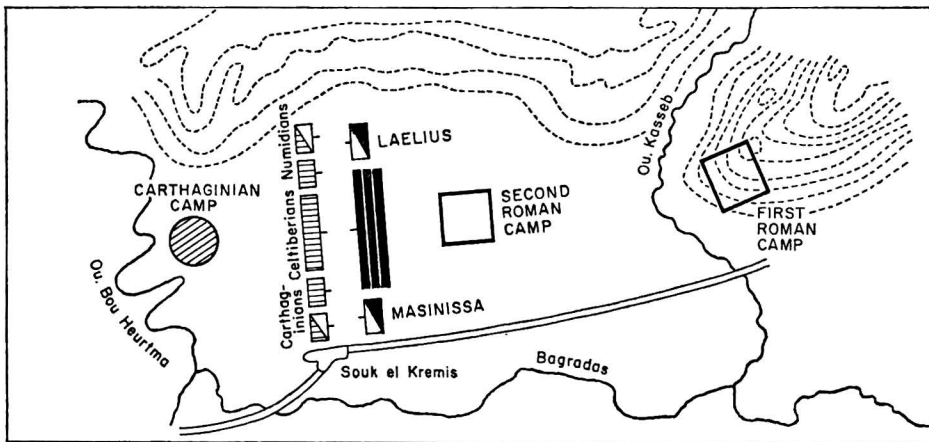 Numidians
LAELIUS
Ou. Kasseb
CARTHAGINIAN
CAMP
Celtiberians
SECOND
ROMAN
CAMP
FIRST
ROMAN
CAMP
Ou. Bou Heurtma
Carthag-
inians
MASINISSA
Souk el Kremis
Bagradas